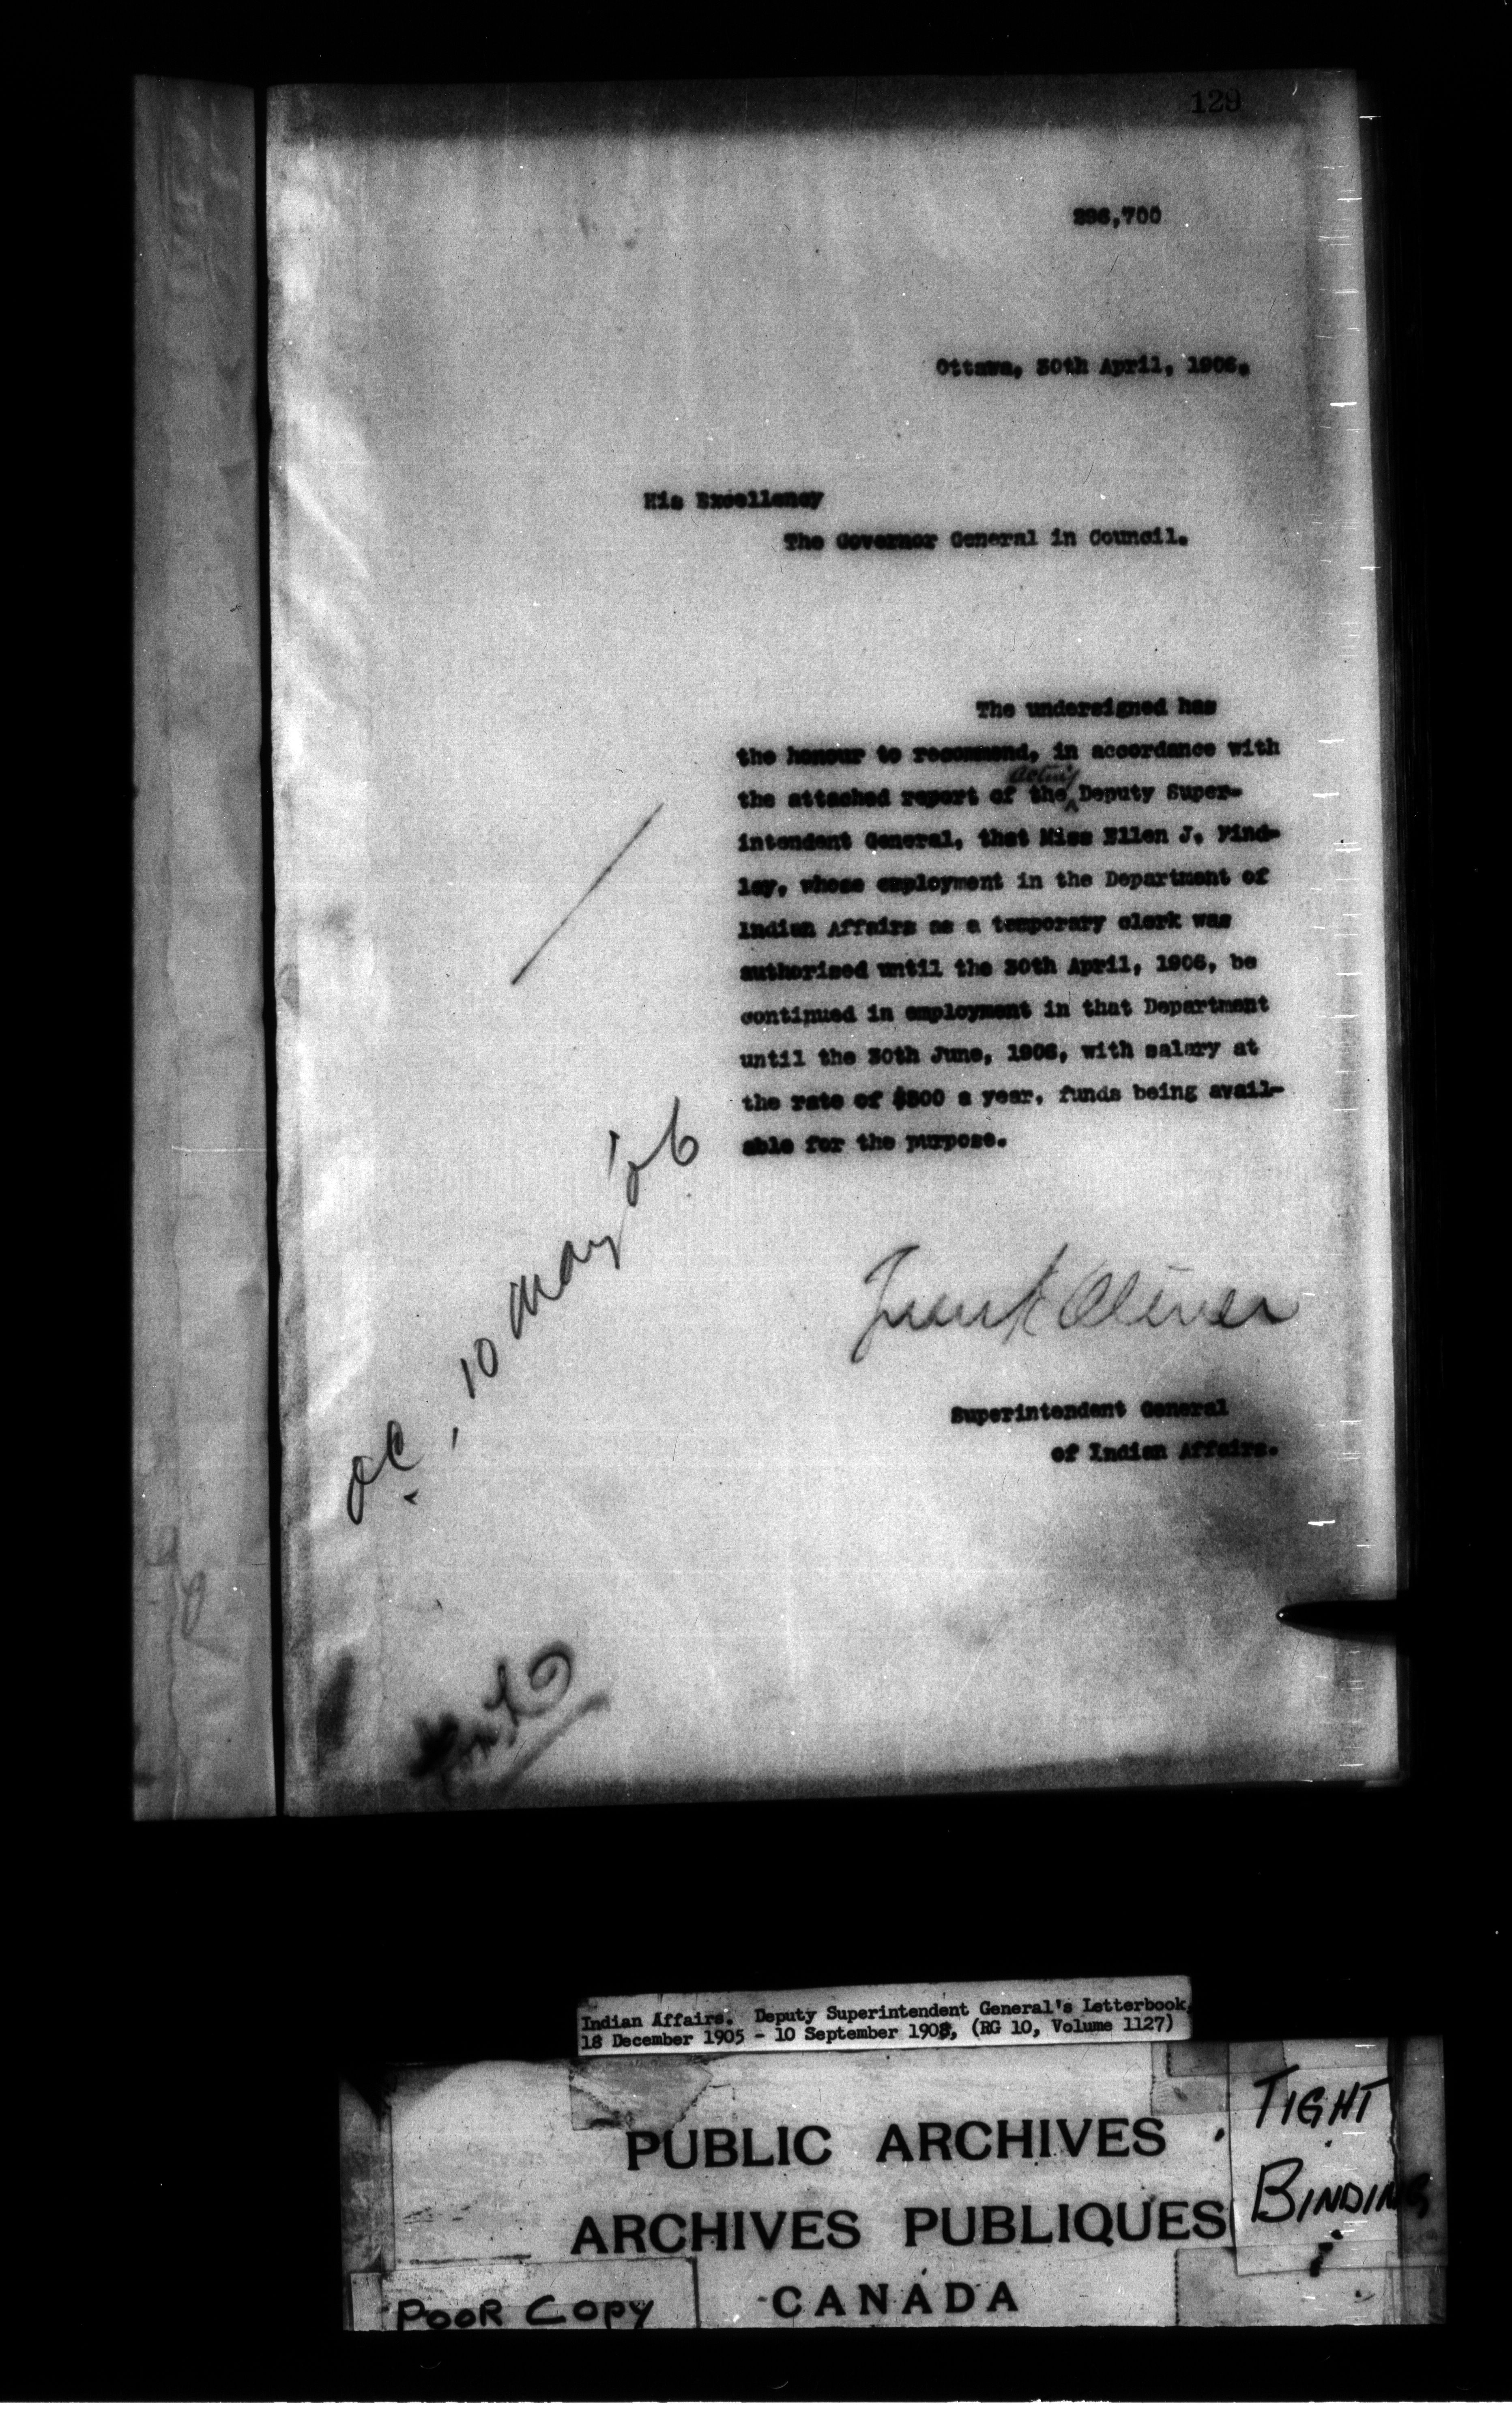 129
296,700
Ottawa, 30th April, 1906.
His Excellency
The Governor General in Council.
The undersigned has
the honour to recommend, in accordance with
acting
the attached report of the Deputy Super-
intendent General, that Miss Ellen J. Find-
lay, whose employment in the Department of
Indian Affairs as a temporary clerk was
authorised until the 30th April, 1906, be
continued in employment in that Department
until the 30th June, 1906, with salary at
the rate of $500 a year, funds being avail-
able for the purpose.
OC, 10 May '06
Frank Oliver
Superintendent General
of Indian Affairs.
Indian Affairs. Deputy Superintendent General's Letterbook,
18 December 1905 - 10 September 1908, (RG 10, Volume 1127)
PUBLIC ARCHIVES
ARCHIVES PUBLIQUES
CANADA
TIGHT
BINDING
POOR COPY